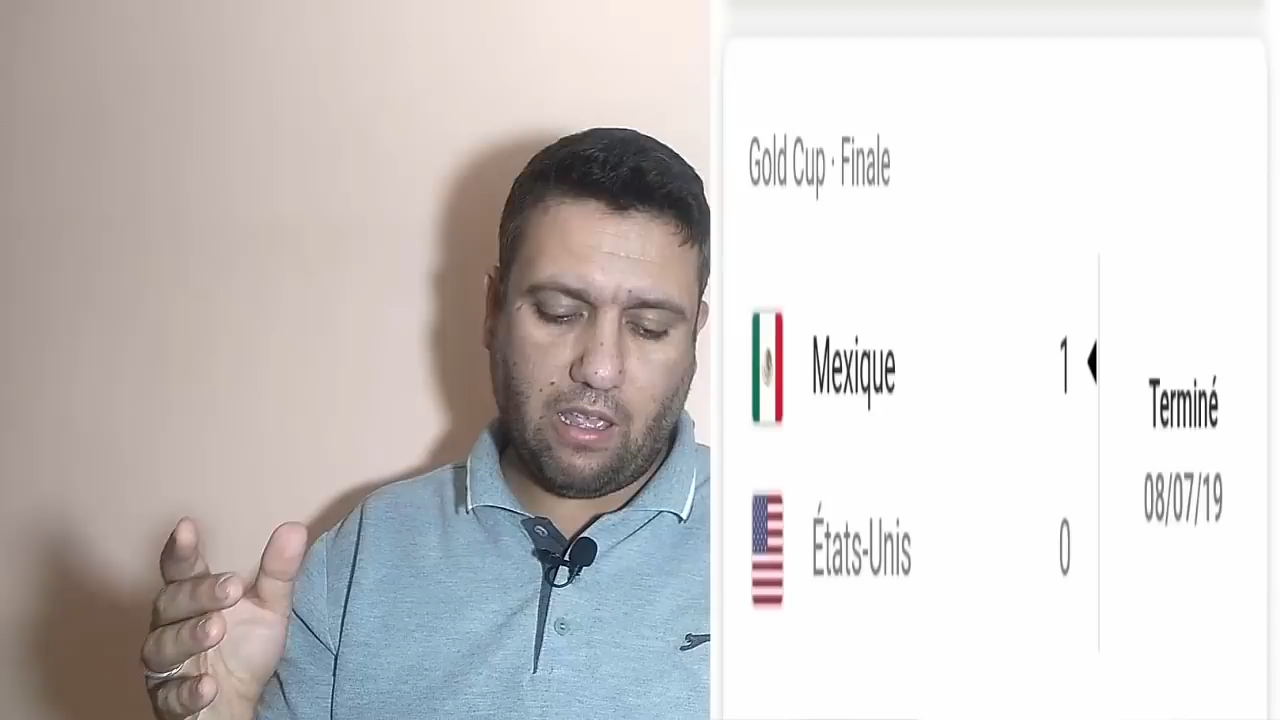 Gold Cup · Finale
Mexique 1
Terminé
08/07/19
États-Unis 0